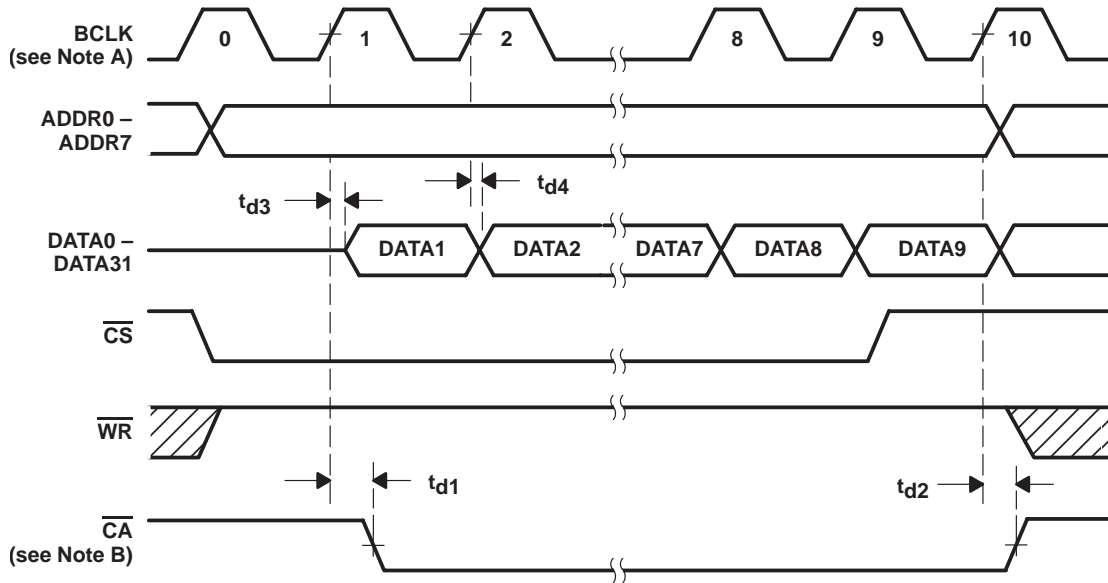 BCLK
(see Note A)
0 1 2 8 9 10
ADDR0 –
ADDR7
td3
td4
DATA0 –
DATA31
DATA1 DATA2 DATA7 DATA8 DATA9
CS
WR
td1
td2
CA
(see Note B)